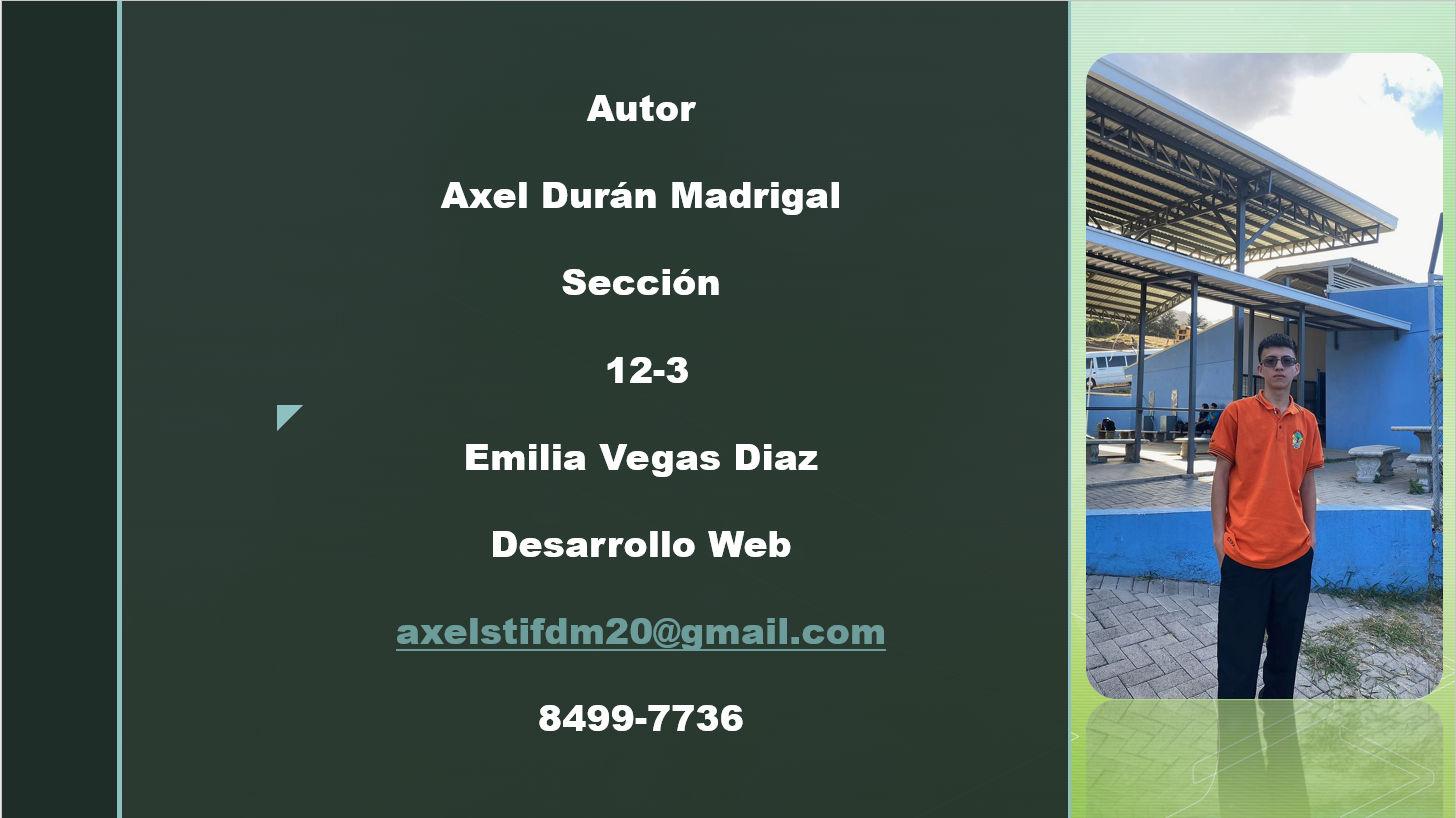 Autor
Axel Durán Madrigal
Sección
12-3
Emilia Vegas Diaz
Desarrollo Web
axelstifdm20@gmail.com
8499-7736